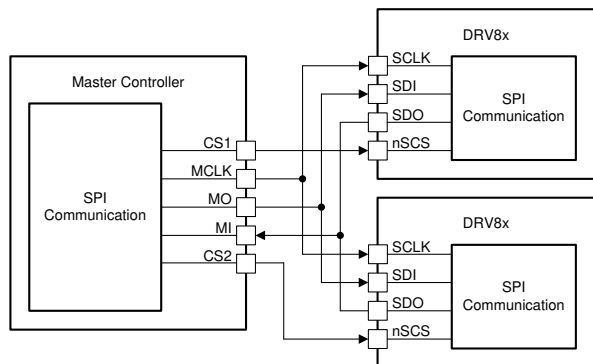 Master Controller
SPI
Communication
CS1
MCLK
MO
MI
CS2
DRV8x
SCLK
SDI
SDO
nSCS
SPI
Communication
DRV8x
SCLK
SDI
SDO
nSCS
SPI
Communication